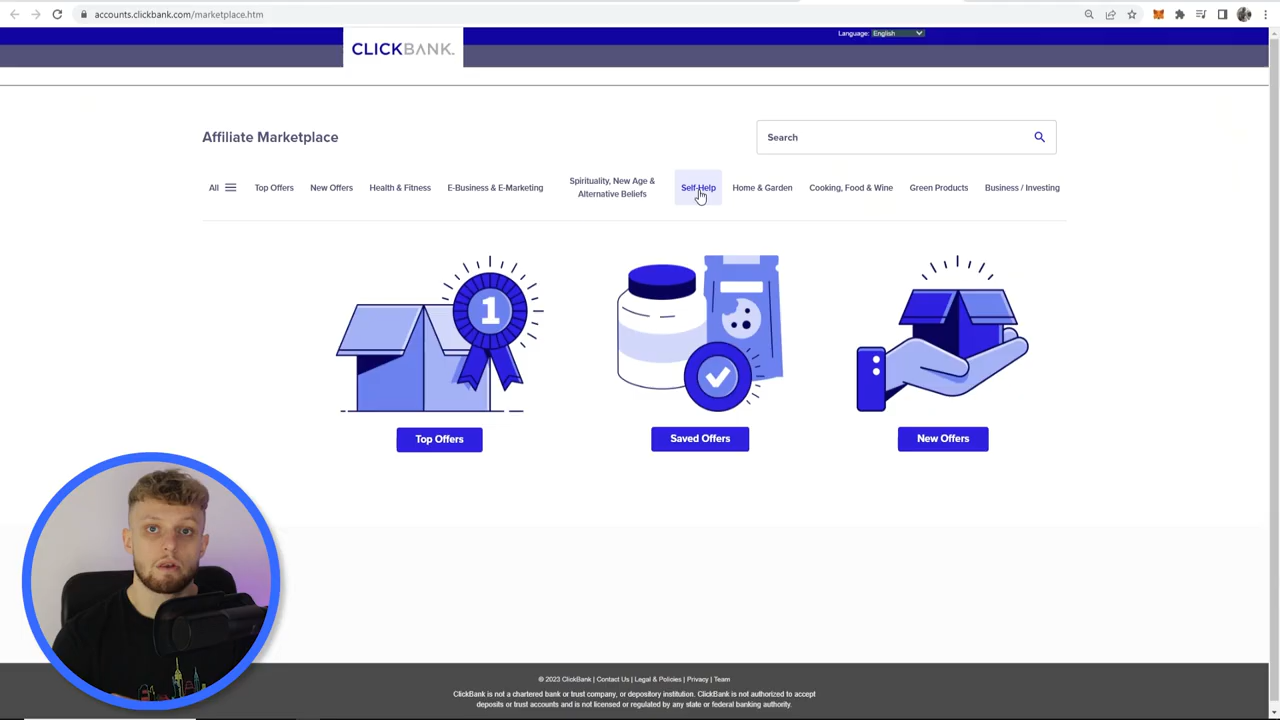 accounts.clickbank.com/marketplace.htm
Language: English
CLICKBANK.
Affiliate Marketplace
Search
All
Top Offers
New Offers
Health & Fitness
E-Business & E-Marketing
Spirituality, New Age &
Alternative Beliefs
Self-Help
Home & Garden
Cooking, Food & Wine
Green Products
Business / Investing
1
Top Offers
Saved Offers
New Offers
© 2023 ClickBank | Contact Us | Legal & Policies | Privacy | Team
ClickBank is not a chartered bank or trust company, or depository institution. ClickBank is not authorized to accept
deposits or trust accounts and is not licensed or regulated by any state or federal banking authority.